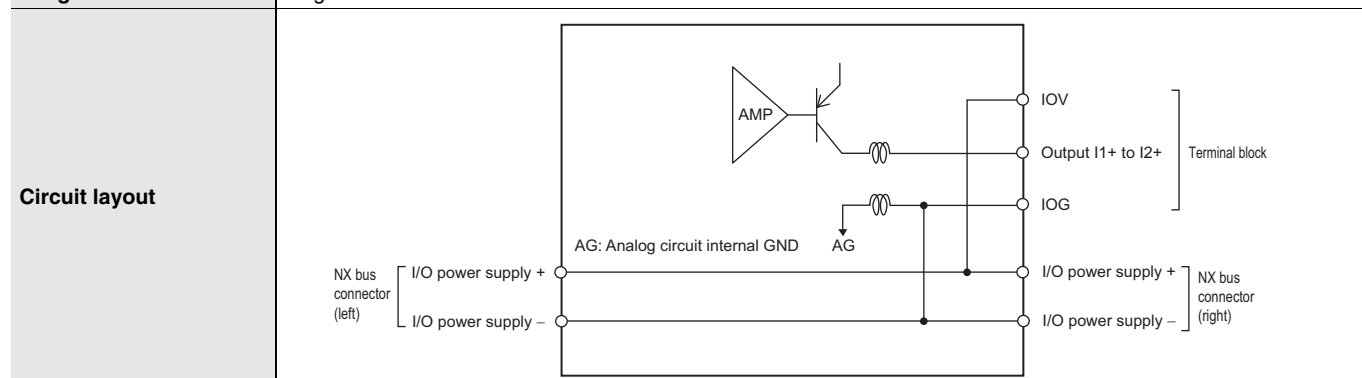 Circuit layout
AMP
IOV
Output I1+ to I2+
Terminal block
IOG
AG: Analog circuit internal GND
AG
NX bus
connector
(left)
I/O power supply +
I/O power supply –
I/O power supply +
I/O power supply –
NX bus
connector
(right)